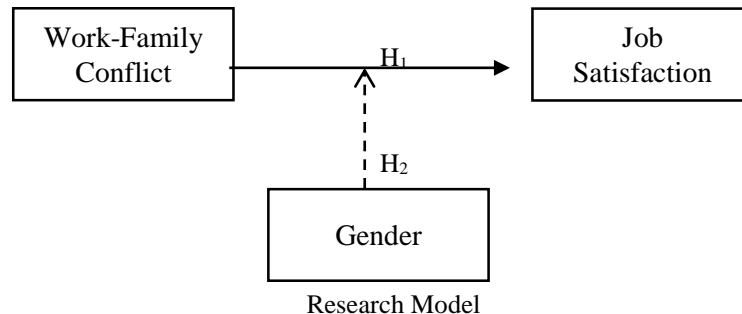 Work-Family
Conflict
H₁
Job
Satisfaction
H₂
Gender
Research Model